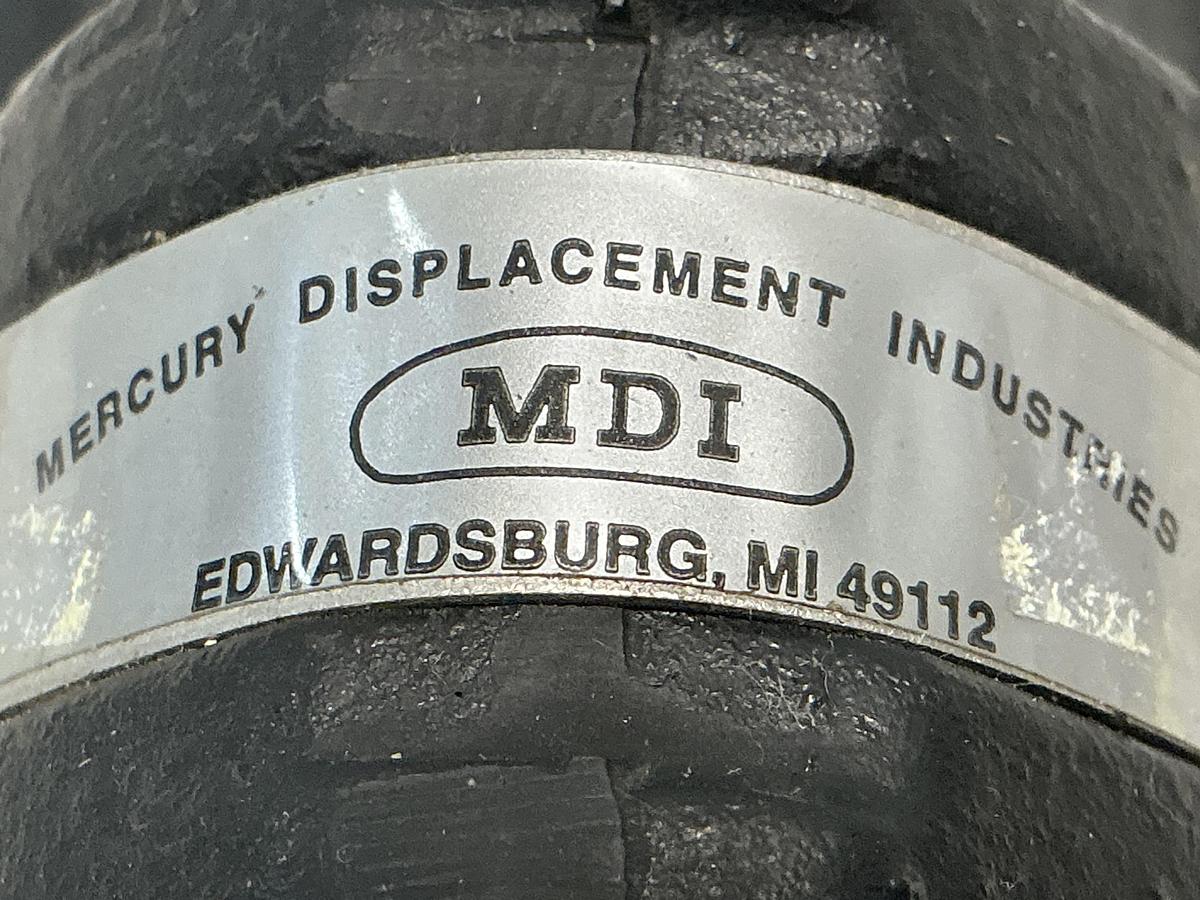 MERCURY DISPLACEMENT INDUSTRIES
MDI
EDWARDSBURG, MI 49112